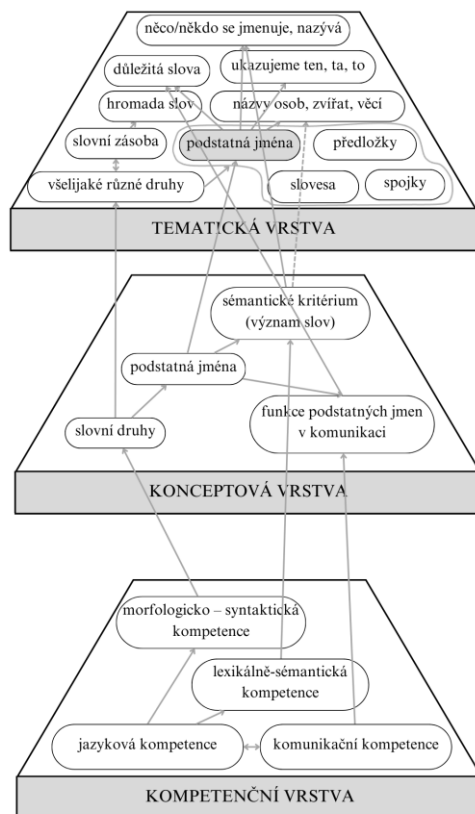 něco/někdo se jmenuje, nazývá
důležitá slova
ukazujeme ten, ta, to
hromada slov
názvy osob, zvířat, věcí
slovní zásoba
podstatná jména
předložky
všelijaké různé druhy
slovesa
spojky
TEMATICKÁ VRSTVA
sémantické kritérium
(význam slov)
podstatná jména
funkce podstatných jmen
v komunikaci
slovní druhy
KONCEPTOVÁ VRSTVA
morfologicko – syntaktická
kompetence
lexikálně-sémantická
kompetence
jazyková kompetence
komunikační kompetence
KOMPETENČNÍ VRSTVA